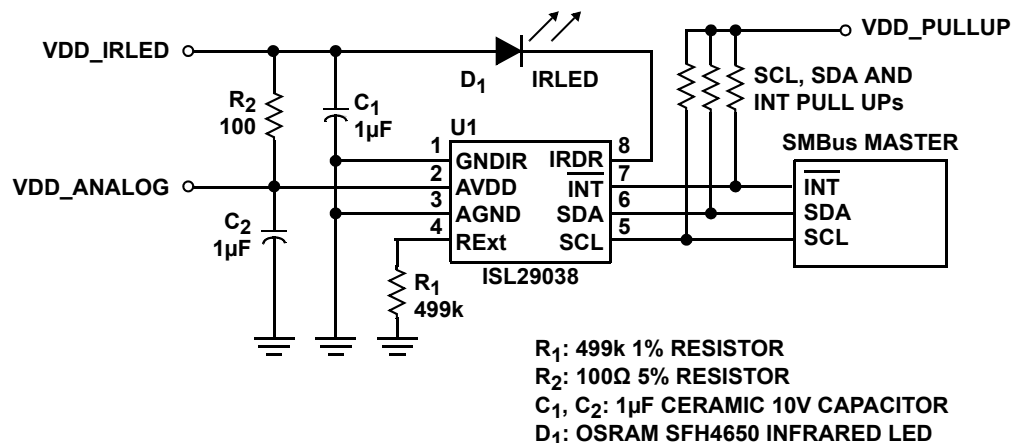 VDD_PULLUP
VDD_IRLED
D1 IRLED
SCL, SDA AND
INT PULL UPs
R2
100
C1
1µF
U1
SMBus MASTER
1 GNDIR IRDR 8
VDD_ANALOG
2 AVDD INT 7 INT
3 AGND SDA 6 SDA
4 RExt SCL 5 SCL
C2
1µF
ISL29038
R1
499k
R1: 499k 1% RESISTOR
R2: 100Ω 5% RESISTOR
C1, C2: 1µF CERAMIC 10V CAPACITOR
D1: OSRAM SFH4650 INFRARED LED